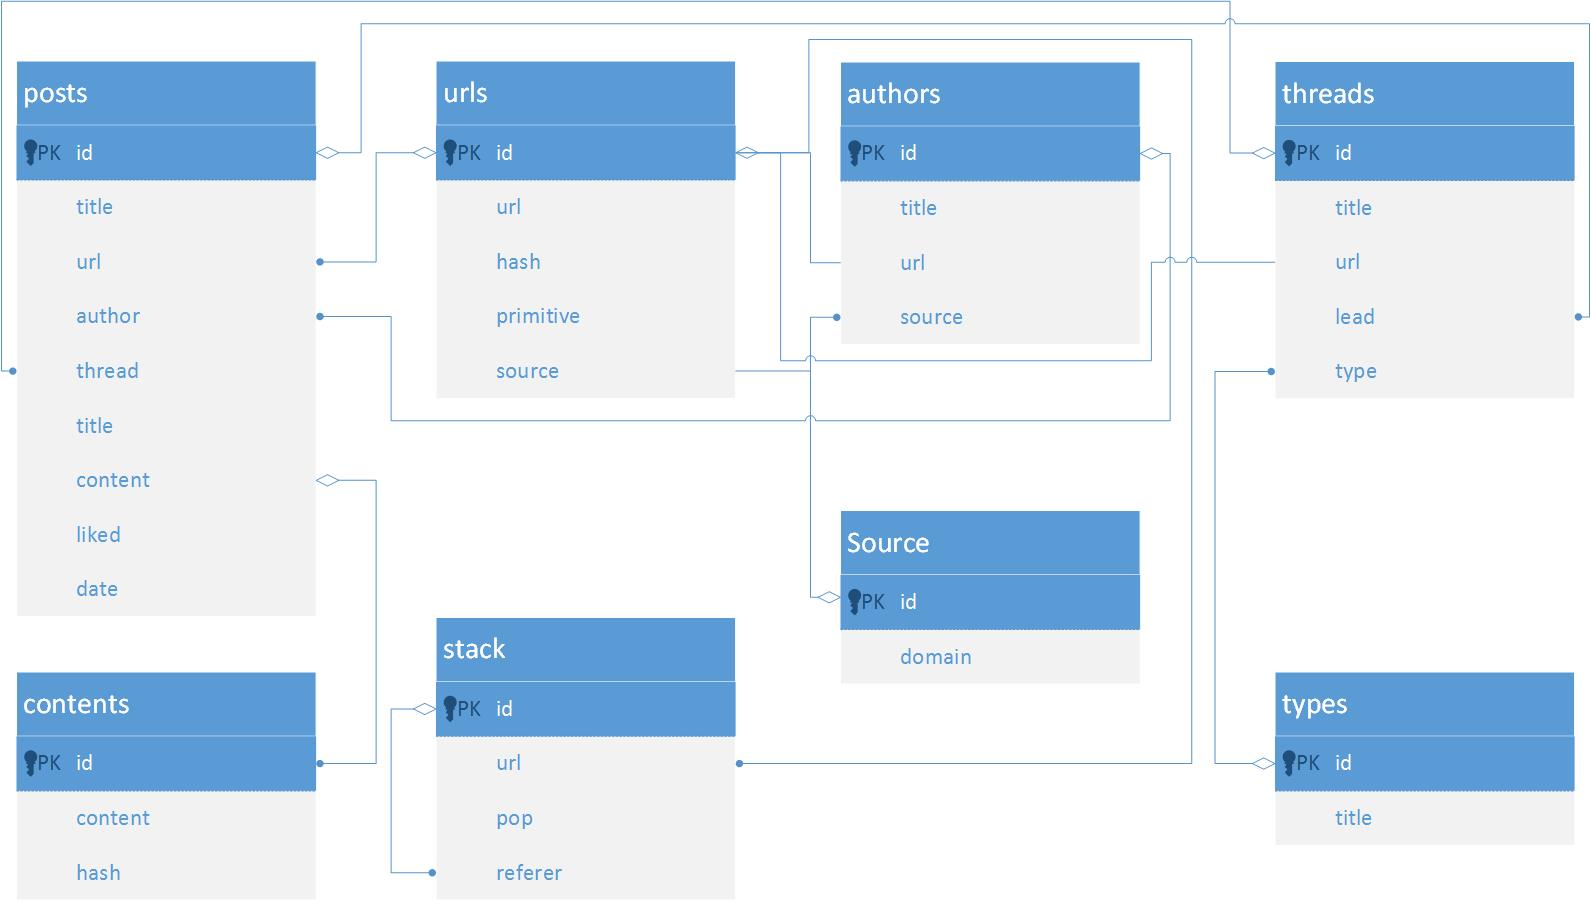 posts
PK id
title
url
author
thread
title
content
liked
date
urls
PK id
url
hash
primitive
source
authors
PK id
title
url
source
threads
PK id
title
url
lead
type
Source
PK id
domain
contents
PK id
content
hash
stack
PK id
url
pop
referer
types
PK id
title